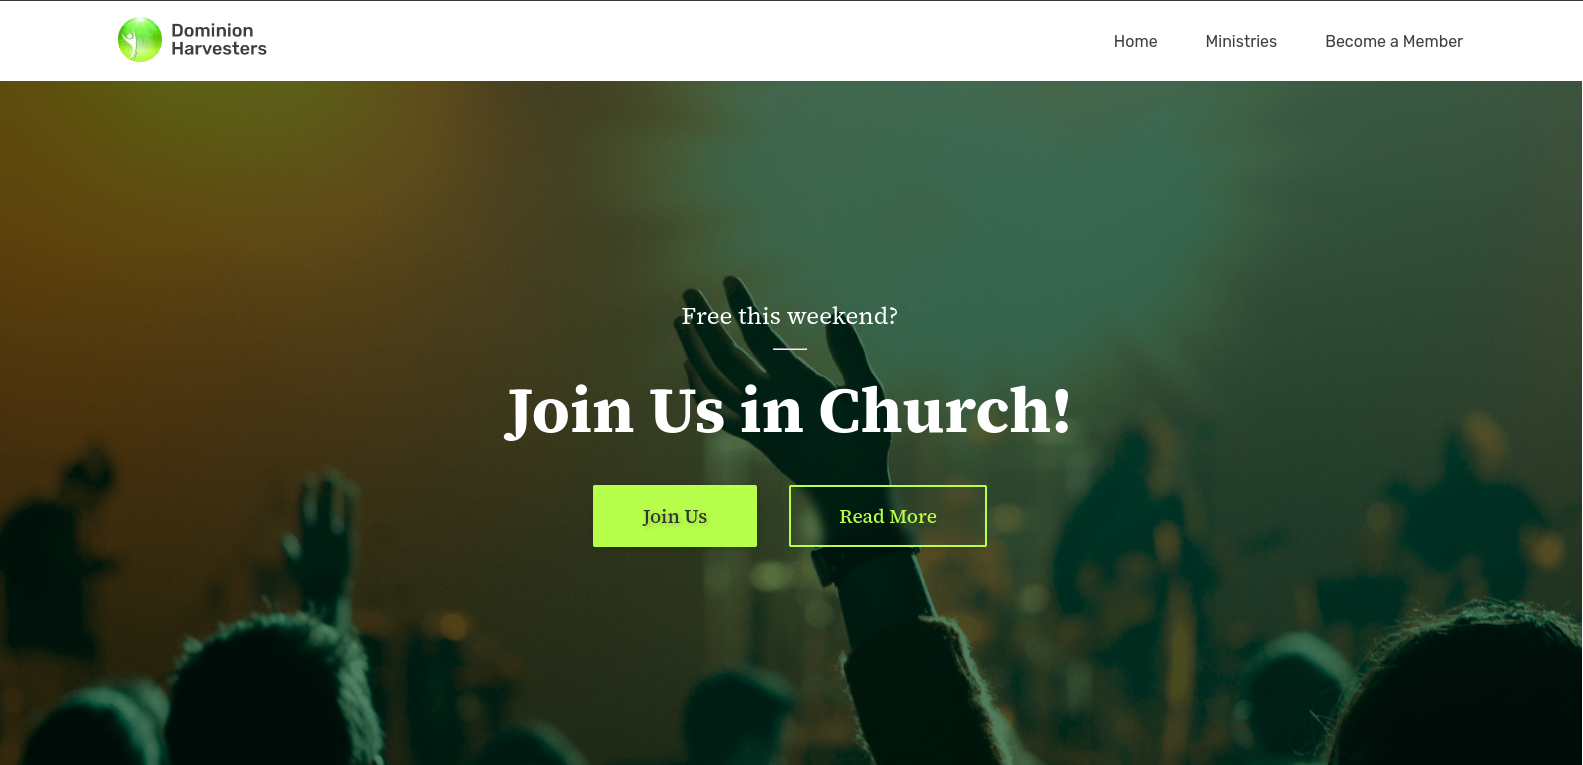 Dominion
Harvesters
Home Ministries Become a Member
Free this weekend?
Join Us in Church!
Join Us Read More